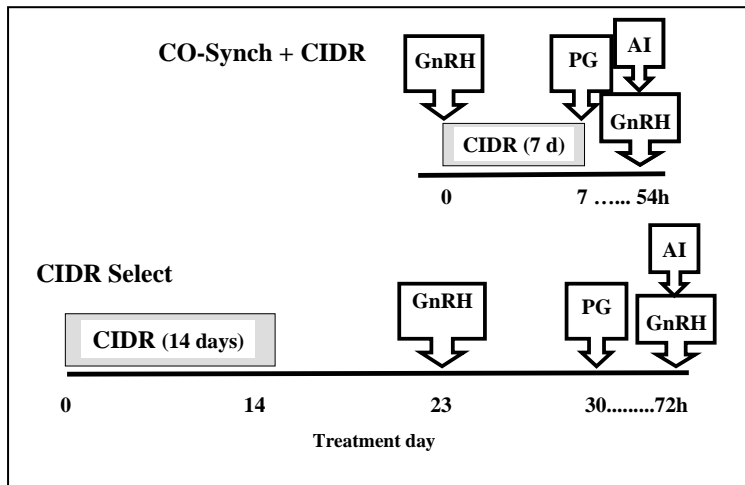 CO-Synch + CIDR
GnRH
PG
AI
GnRH
CIDR (7 d)
0
7 …... 54h
CIDR Select
AI
GnRH
PG
GnRH
CIDR (14 days)
0
14
23
30.........72h
Treatment day